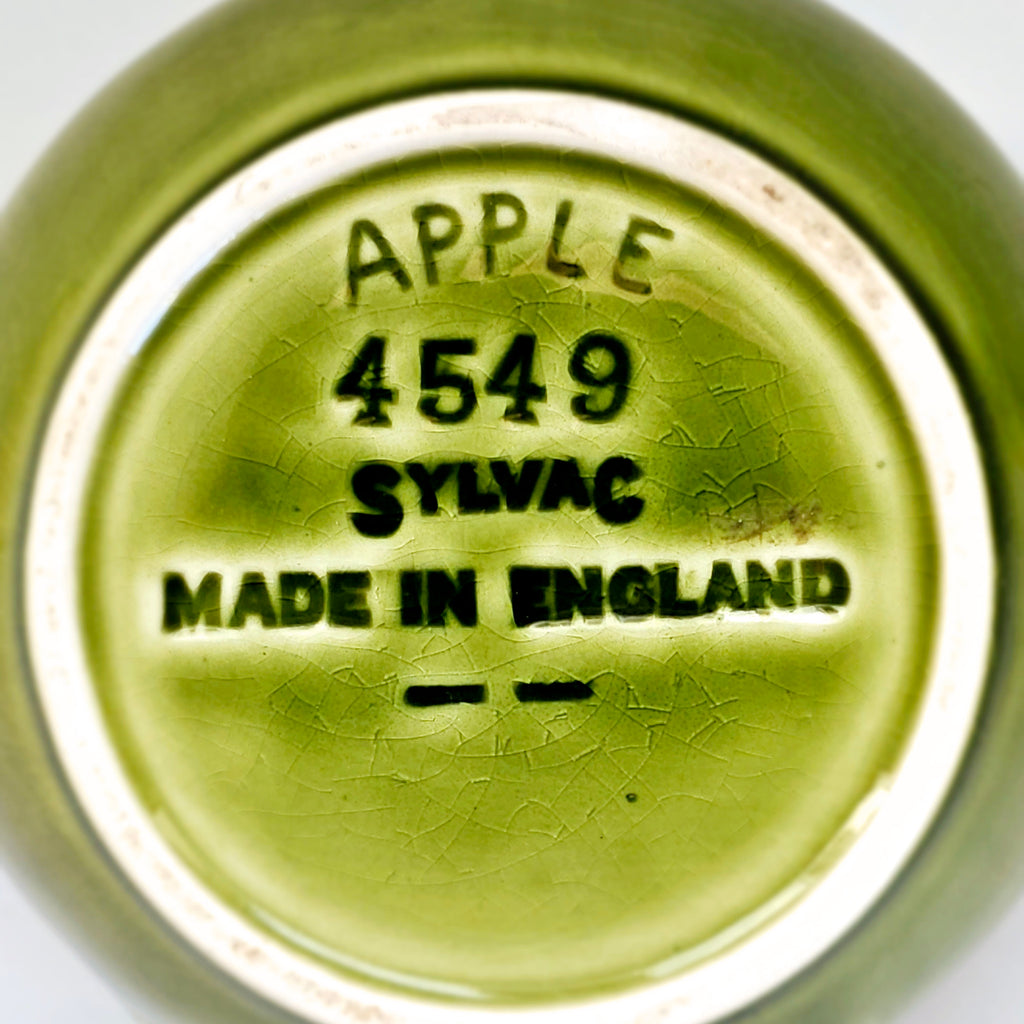 APPLE
4549
SYLVAC
MADE IN ENGLAND
— —